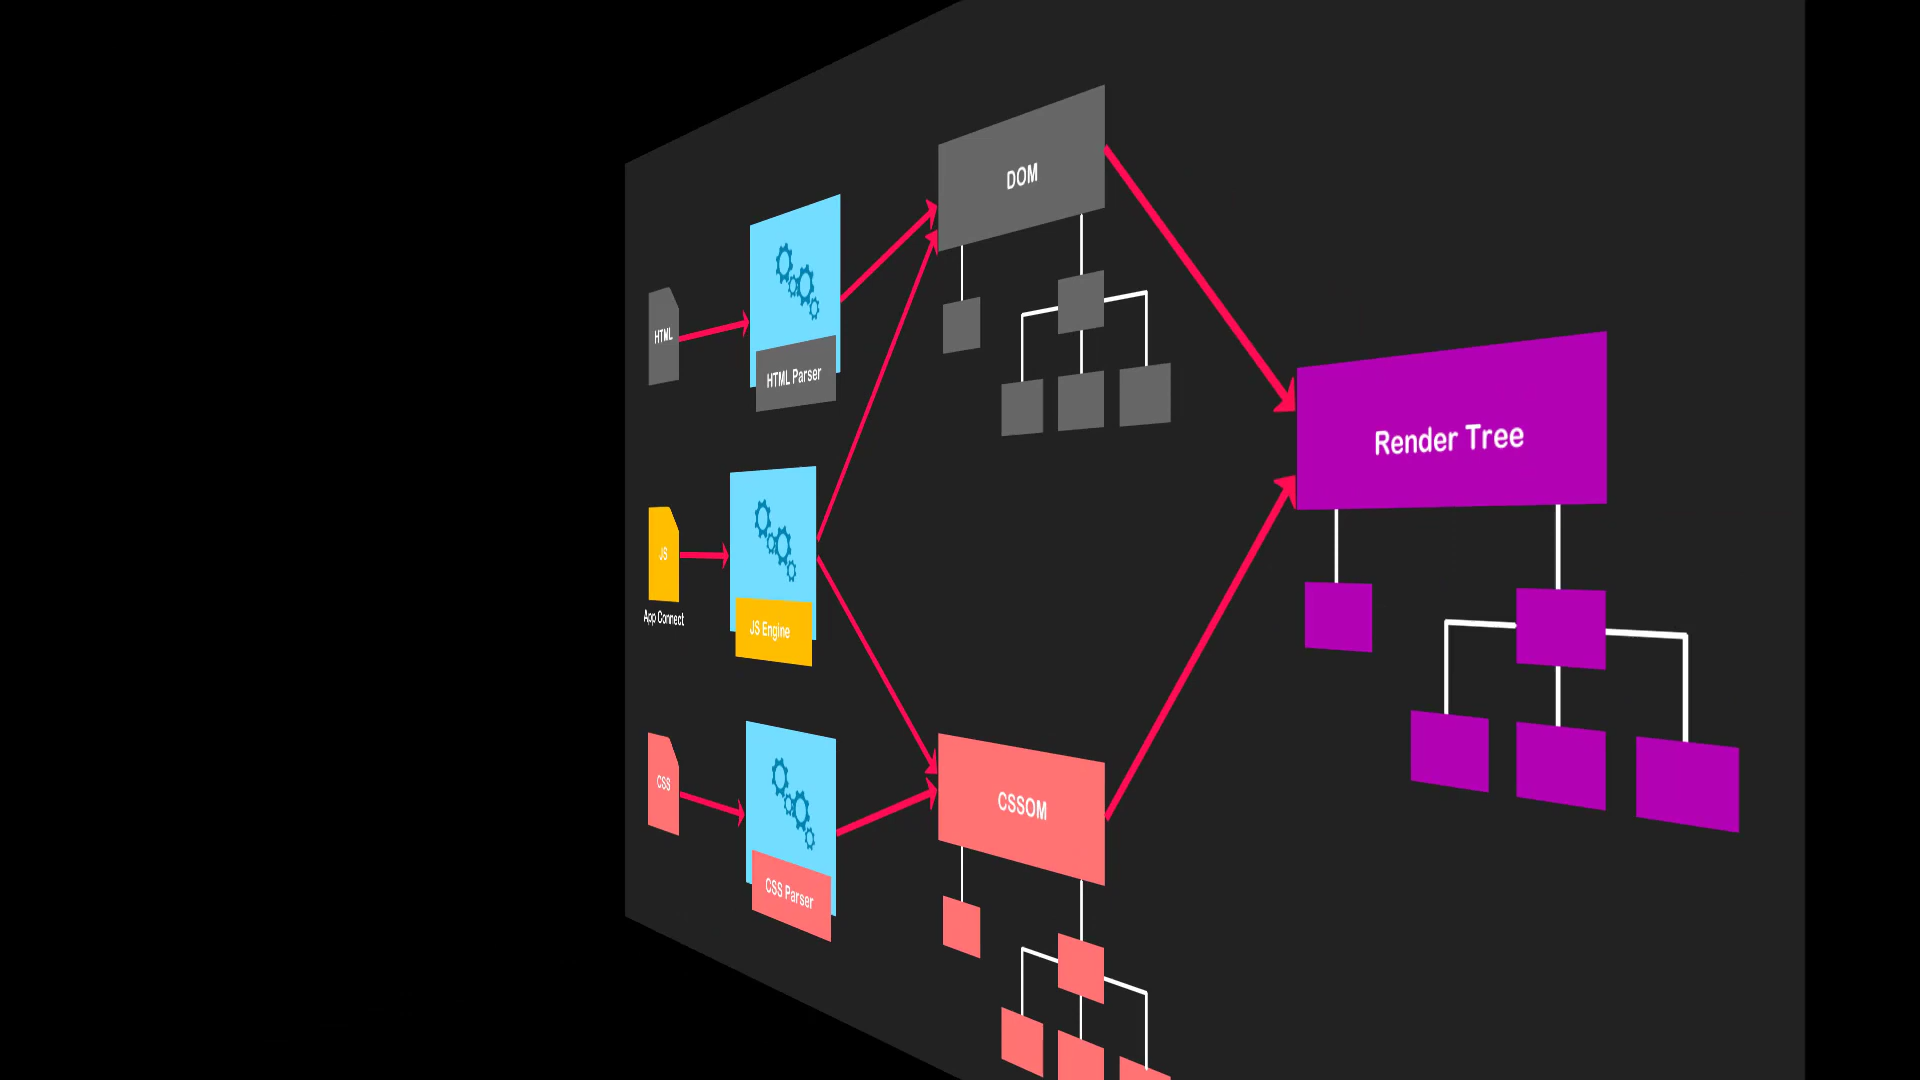 DOM
HTML
HTML Parser
Render Tree
JS
App Connect
JS Engine
CSS
CSS Parser
CSSOM